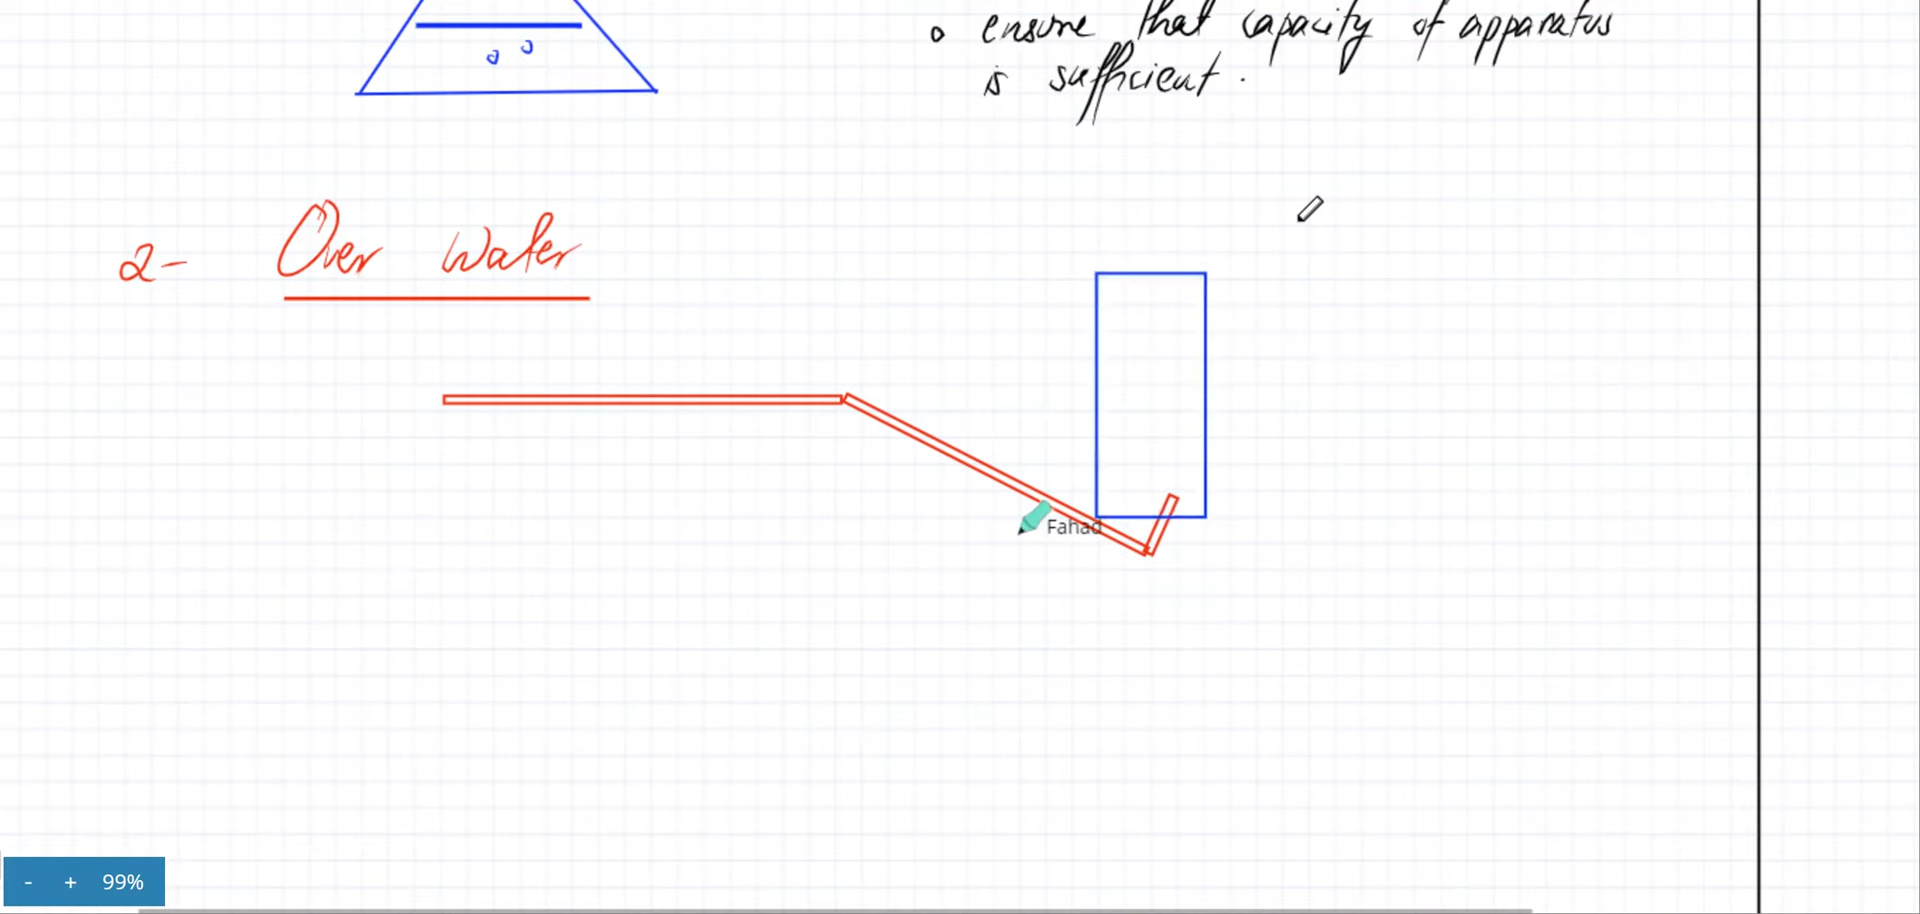 o ensure that capacity of apparatus
is sufficient.
2- Over Water
Fahad
- + 99%